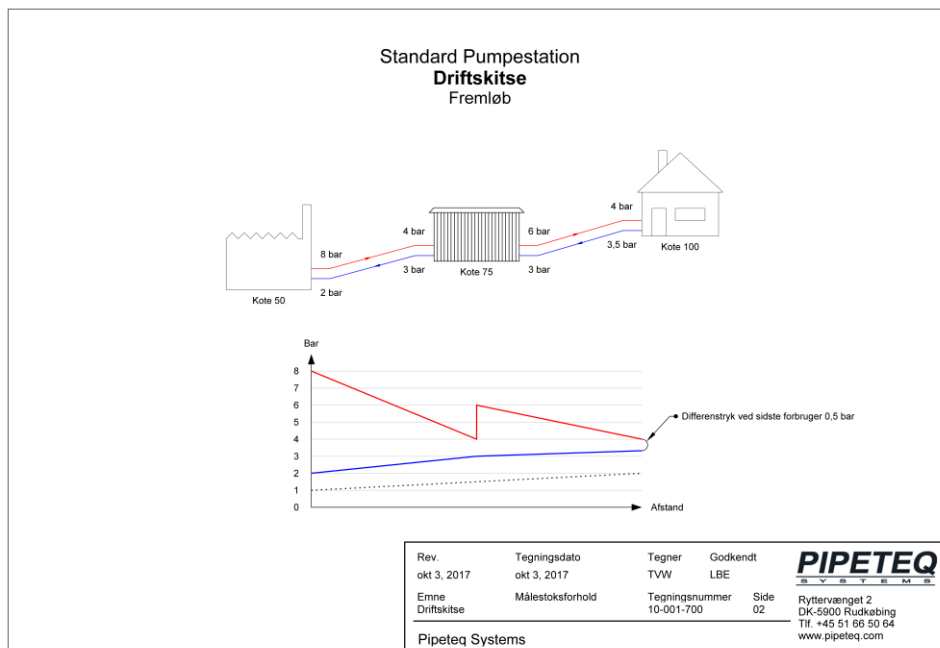 Standard Pumpestation
Driftskitse
Fremløb
4 bar
4 bar
6 bar
8 bar
3,5 bar
Kote 100
3 bar
Kote 75
3 bar
2 bar
Kote 50
Bar
8
7
6
5
4
3
2
1
0
Differenstryk ved sidste forbruger 0,5 bar
Afstand
Rev. Tegningsdato Tegner Godkendt
okt 3, 2017 okt 3, 2017 TVW LBE
Emne Målestoksforhold Tegningsnummer Side
Driftskitse 10-001-700 02
Pipeteq Systems
PIPETEQ
SYSTEMS
Ryttervænget 2
DK-5900 Rudkøbing
Tlf. +45 51 66 50 64
www.pipeteq.com